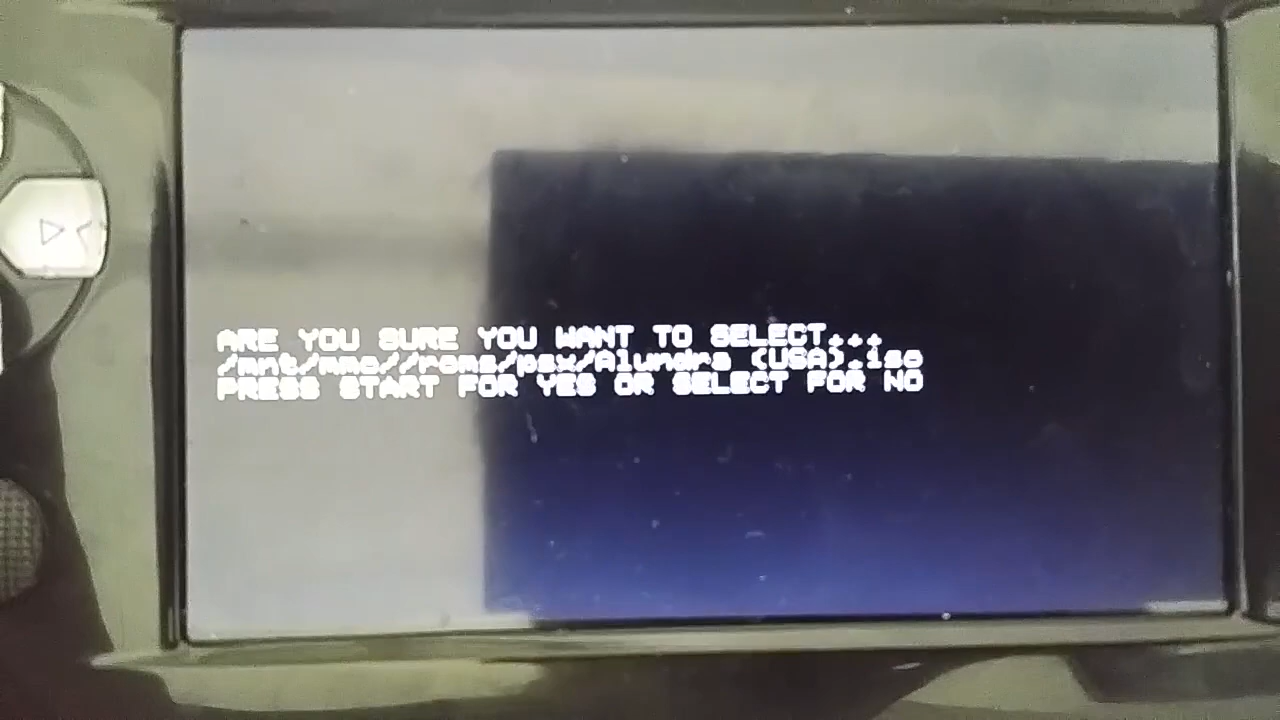 ARE YOU SURE YOU WANT TO SELECT...
/mnt/mmc//roms/psx/Alundra (USA).iso
PRESS START FOR YES OR SELECT FOR NO